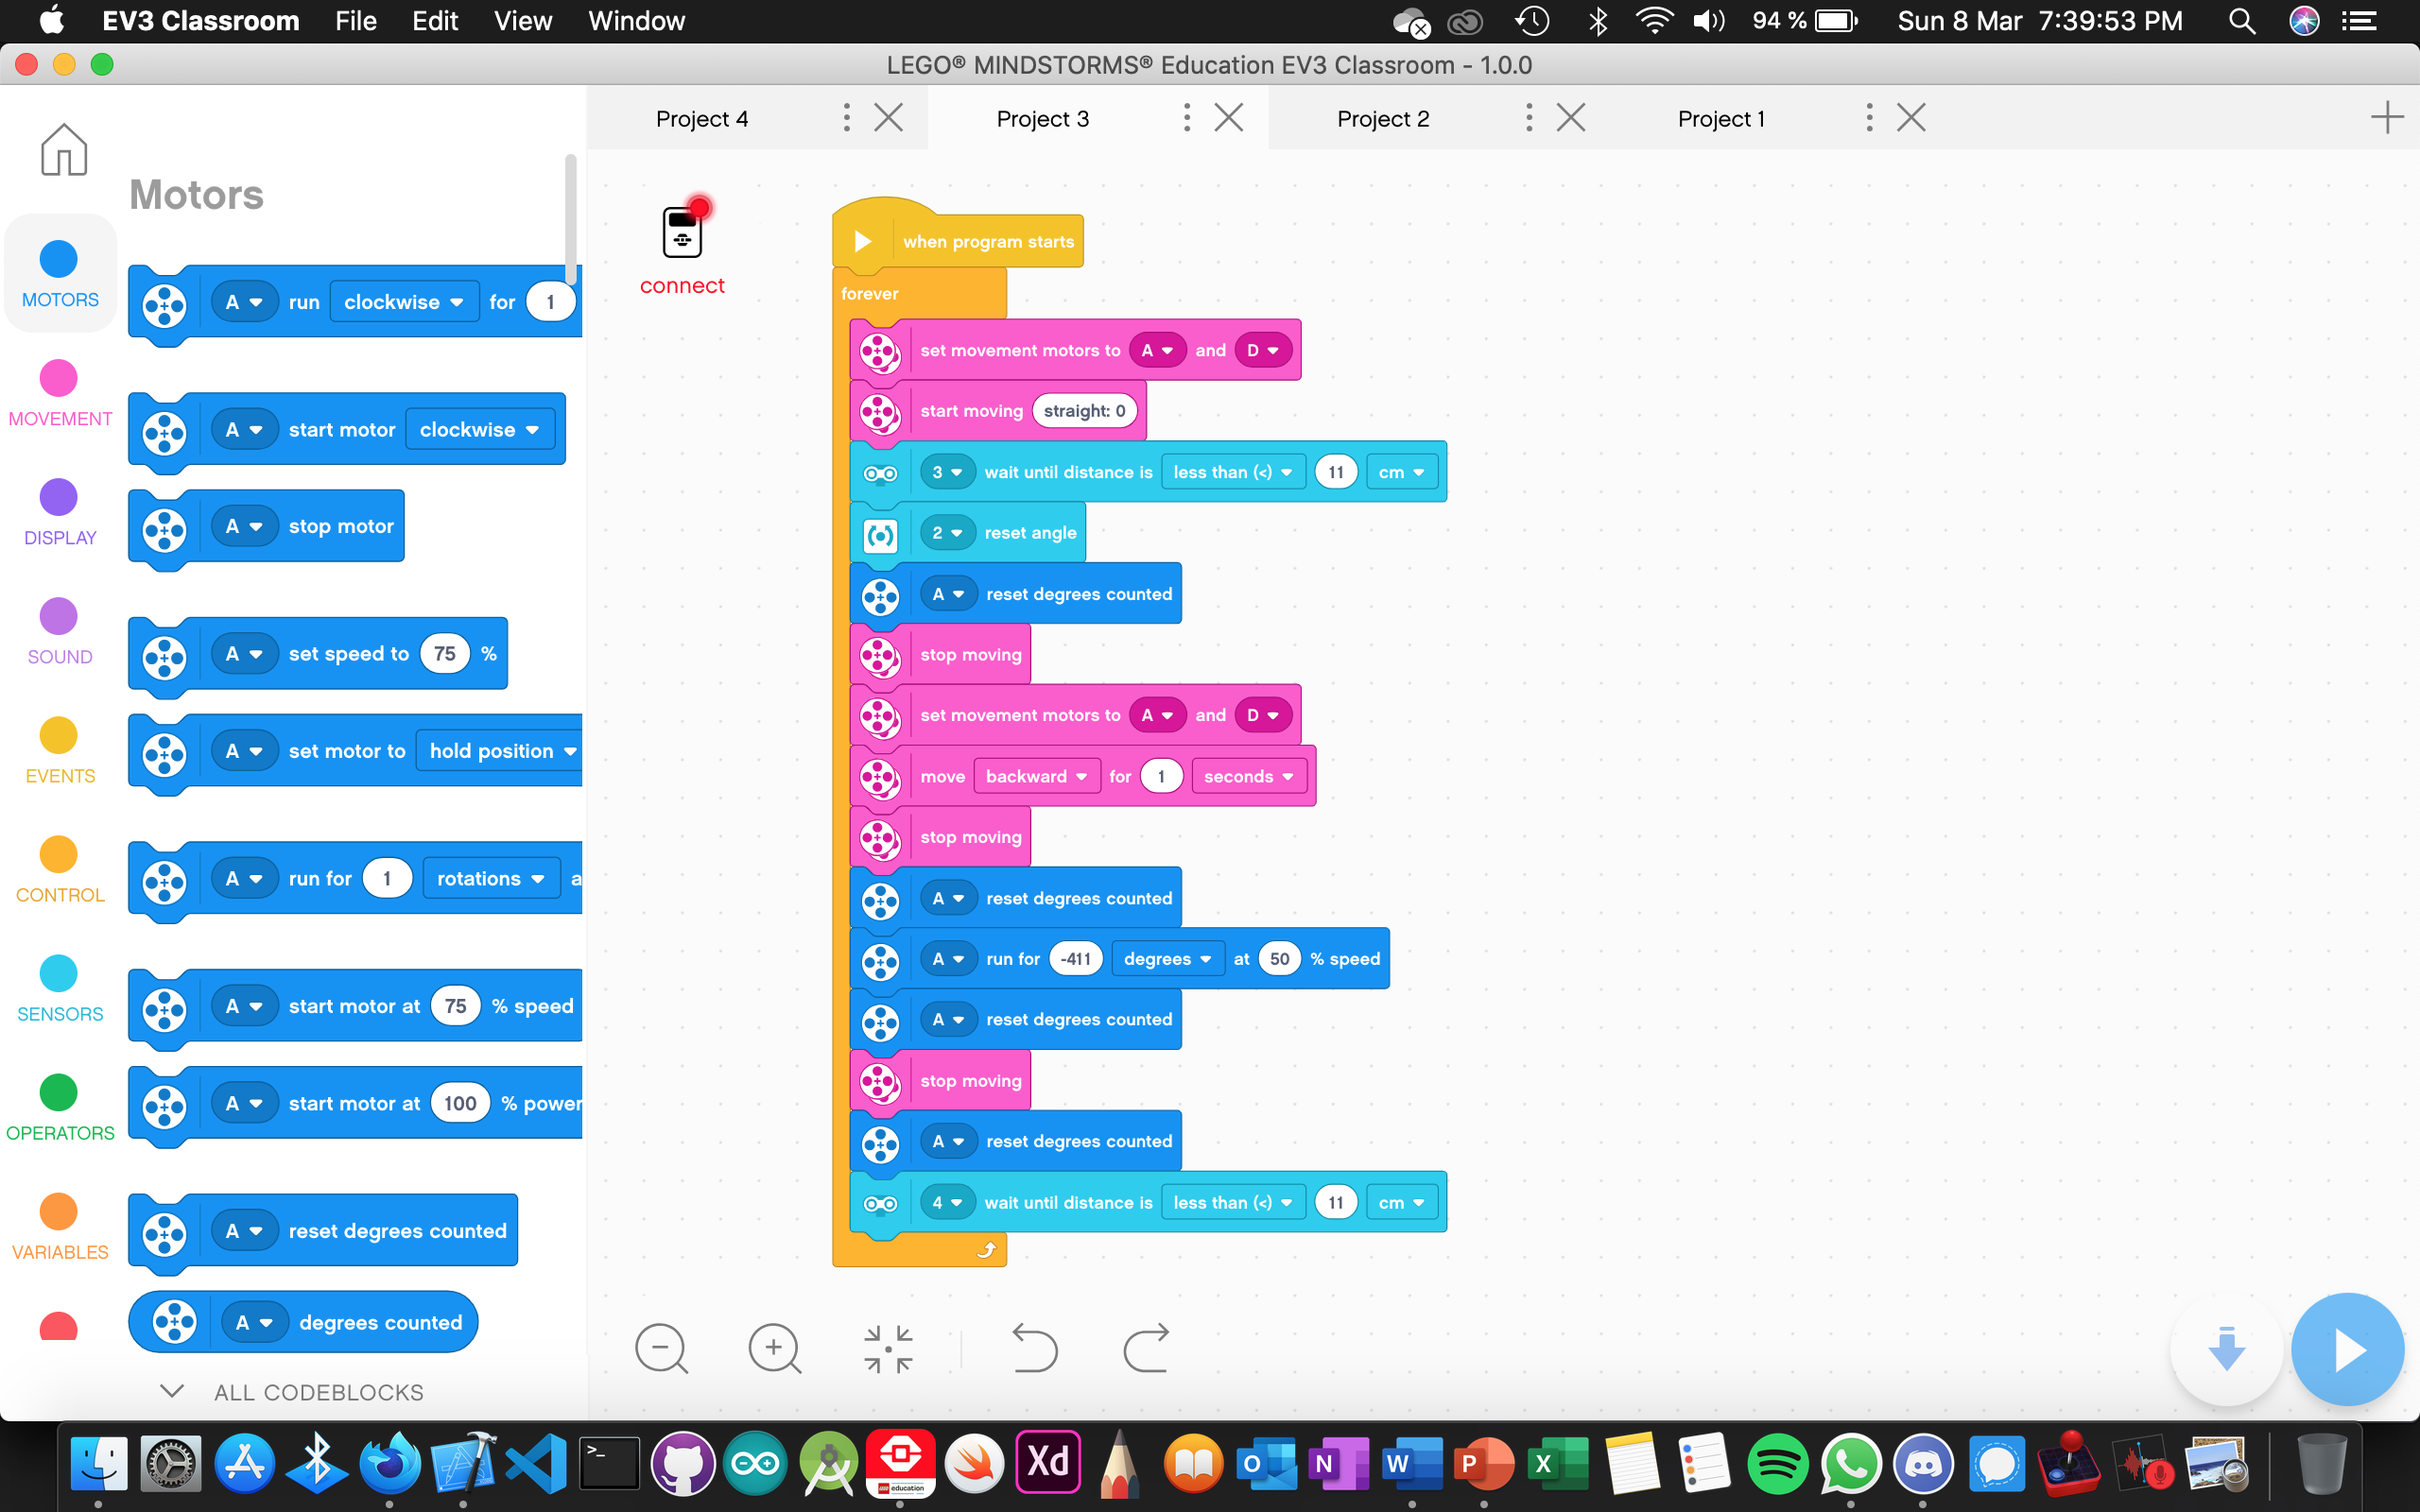 EV3 Classroom File Edit View Window 94 % Sun 8 Mar 7:39:53 PM
LEGO® MINDSTORMS® Education EV3 Classroom - 1.0.0
Project 4 Project 3 Project 2 Project 1
MOTORS
MOVEMENT
DISPLAY
SOUND
EVENTS
CONTROL
SENSORS
OPERATORS
VARIABLES
Motors
A run clockwise for 1
A start motor clockwise
A stop motor
A set speed to 75 %
A set motor to hold position
A run for 1 rotations a
A start motor at 75 % speed
A start motor at 100 % power
A reset degrees counted
A degrees counted
ALL CODEBLOCKS
connect
when program starts
forever
set movement motors to A and D
start moving straight: 0
3 wait until distance is less than (<) 11 cm
2 reset angle
A reset degrees counted
stop moving
set movement motors to A and D
move backward for 1 seconds
stop moving
A reset degrees counted
A run for -411 degrees at 50 % speed
A reset degrees counted
stop moving
A reset degrees counted
4 wait until distance is less than (<) 11 cm
>_ education Xd O N W P X